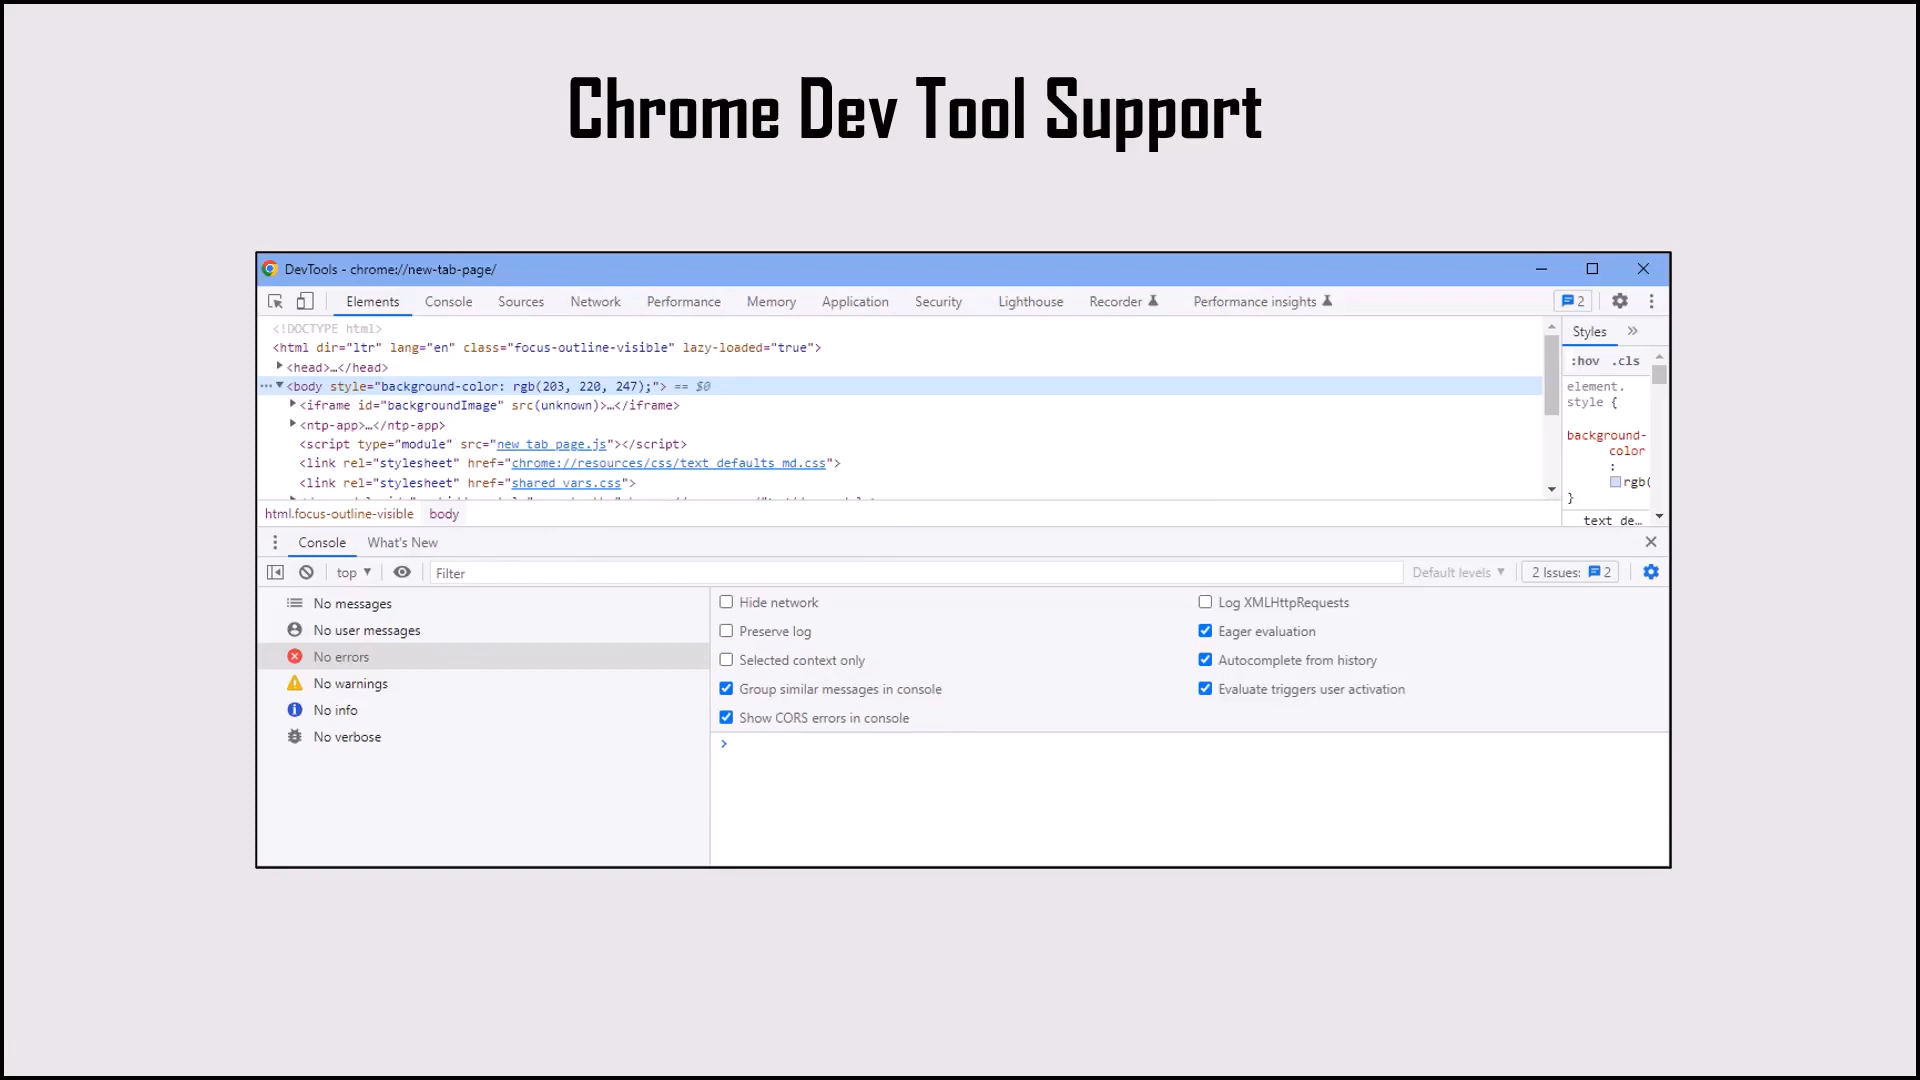 Chrome Dev Tool Support
DevTools - chrome://new-tab-page/
Elements Console Sources Network Performance Memory Application Security Lighthouse Recorder Performance insights 2
<!DOCTYPE html>
<html dir="ltr" lang="en" class="focus-outline-visible" lazy-loaded="true">
<head>…</head>
<body style="background-color: rgb(203, 220, 247);"> == $0
<iframe id="backgroundImage" src(unknown)>…</iframe>
<ntp-app>…</ntp-app>
<script type="module" src="new_tab_page.js"></script>
<link rel="stylesheet" href="chrome://resources/css/text_defaults_md.css">
<link rel="stylesheet" href="shared_vars.css">
html.focus-outline-visible body
Styles »
:hov .cls
element.
style {
background-
color
:
rgb(
}
text_de…
Console What's New
top Filter Default levels 2 Issues: 2
No messages
No user messages
No errors
No warnings
No info
No verbose
Hide network
Preserve log
Selected context only
Group similar messages in console
Show CORS errors in console
Log XMLHttpRequests
Eager evaluation
Autocomplete from history
Evaluate triggers user activation